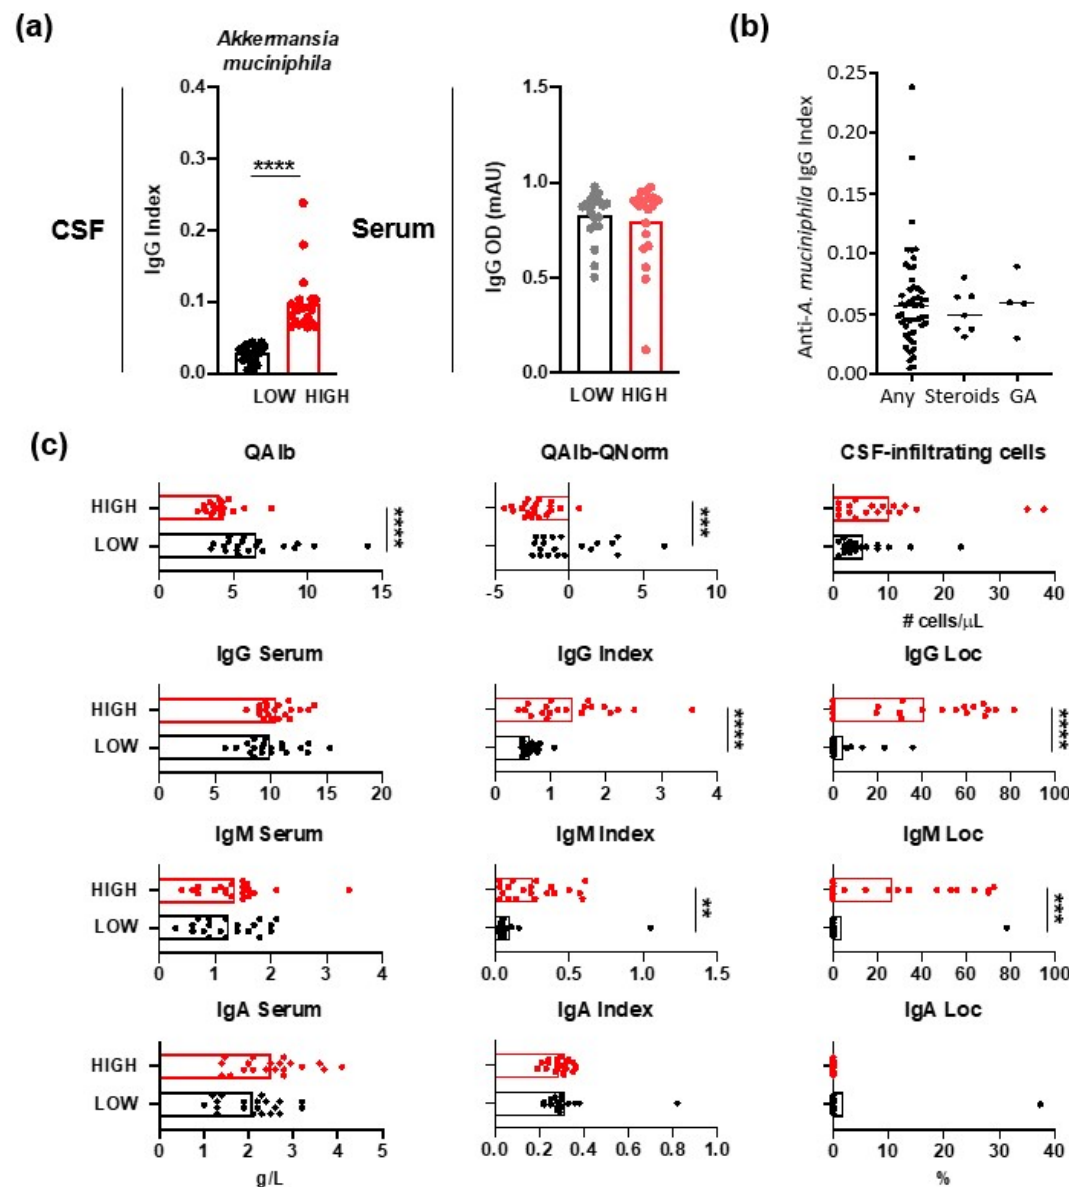 (a)
(b)
Akkermansia
muciniphila
CSF
IgG Index
0.4
0.3
0.2
0.1
0.0
****
LOW HIGH
Serum
IgG OD (mAU)
1.5
1.0
0.5
0.0
LOW HIGH
Anti-A. muciniphila IgG Index
0.25
0.20
0.15
0.10
0.05
0.00
Any Steroids GA
(c)
QAlb
HIGH
LOW
****
0 5 10 15
QAlb-QNorm
***
-5 0 5 10
CSF-infiltrating cells
0 10 20 30 40
# cells/μL
IgG Serum
HIGH
LOW
0 5 10 15 20
IgG Index
****
0 1 2 3 4
IgG Loc
****
0 20 40 60 80 100
IgM Serum
HIGH
LOW
0 1 2 3 4
IgM Index
**
0.0 0.5 1.0 1.5
IgM Loc
***
0 20 40 60 80 100
IgA Serum
HIGH
LOW
0 1 2 3 4 5
g/L
IgA Index
0.0 0.2 0.4 0.6 0.8 1.0
IgA Loc
0 10 20 30 40
%